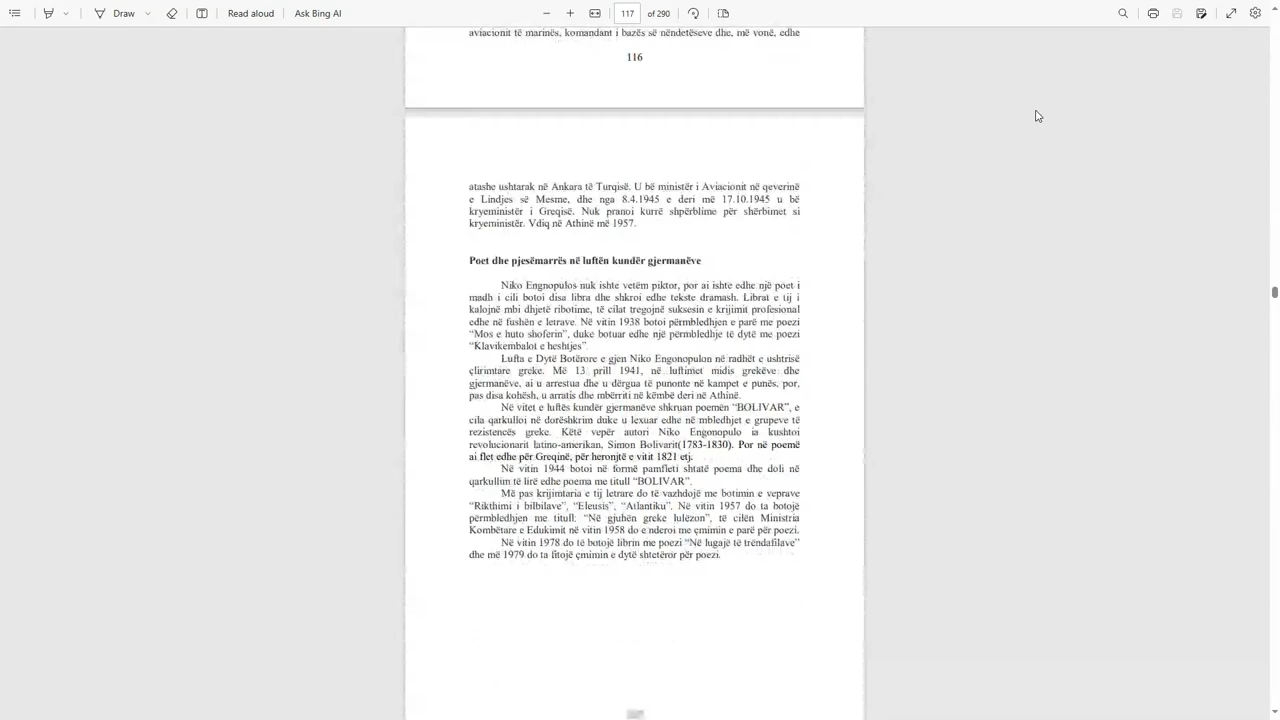 Draw
Read aloud
Ask Bing AI
117
of 290
aviacionit të marinës, komandant i bazës së nëndetëseve dhe, më vonë, edhe
116
atashe ushtarak në Ankara të Turqisë. U bë ministër i Aviacionit në qeverinë
e Lindjes së Mesme, dhe nga 8.4.1945 e deri më 17.10.1945 u bë
kryeministër i Greqisë. Nuk pranoi kurrë shpërblime për shërbimet si
kryeministër. Vdiq në Athinë më 1957.
Poet dhe pjesëmarrës në luftën kundër gjermanëve
Niko Engnopulos nuk ishte vetëm piktor, por ai ishte edhe një poet i
madh i cili botoi disa libra dhe shkroi edhe tekste dramash. Librat e tij i
kalojnë mbi dhjetë ribotime, të cilat tregojnë suksesin e krijimit profesional
edhe në fushën e letrave. Në vitin 1938 botoi përmbledhjen e parë me poezi
“Mos e huto shoferin”, duke botuar edhe një përmbledhje të dytë me poezi
“Klavikembalot e heshtjes”.
Lufta e Dytë Botërore e gjen Niko Engonopulon në radhët e ushtrisë
çlirimtare greke. Më 13 prill 1941, në luftimet midis grekëve dhe
gjermanëve, ai u arrestua dhe u dërgua të punonte në kampet e punës, por,
pas disa kohësh, u arratis dhe mbërriti në këmbë deri në Athinë.
Në vitet e luftës kundër gjermanëve shkruan poemën “BOLIVAR”, e
cila qarkulloi në dorëshkrim duke u lexuar edhe në mbledhjet e grupeve të
rezistencës greke. Këtë vepër autori Niko Engonopulo ia kushtoi
revolucionarit latino-amerikan, Simon Bolivarit(1783-1830). Por në poemë
ai flet edhe për Greqinë, për heronjtë e vitit 1821 etj.
Në vitin 1944 botoi në formë pamfleti shtatë poema dhe doli në
qarkullim të lirë edhe poema me titull “BOLIVAR”.
Më pas krijimtaria e tij letrare do të vazhdojë me botimin e veprave
“Rikthimi i bilbilave”, “Eleusis”, “Atlantiku”. Në vitin 1957 do ta botojë
përmbledhjen me titull: “Në gjuhën greke lulëzon”, të cilën Ministria
Kombëtare e Edukimit në vitin 1958 do e nderoi me çmimin e parë për poezi.
Në vitin 1978 do të botojë librin me poezi “Në lugajë të trëndafilave”
dhe më 1979 do ta fitojë çmimin e dytë shtetëror për poezi.